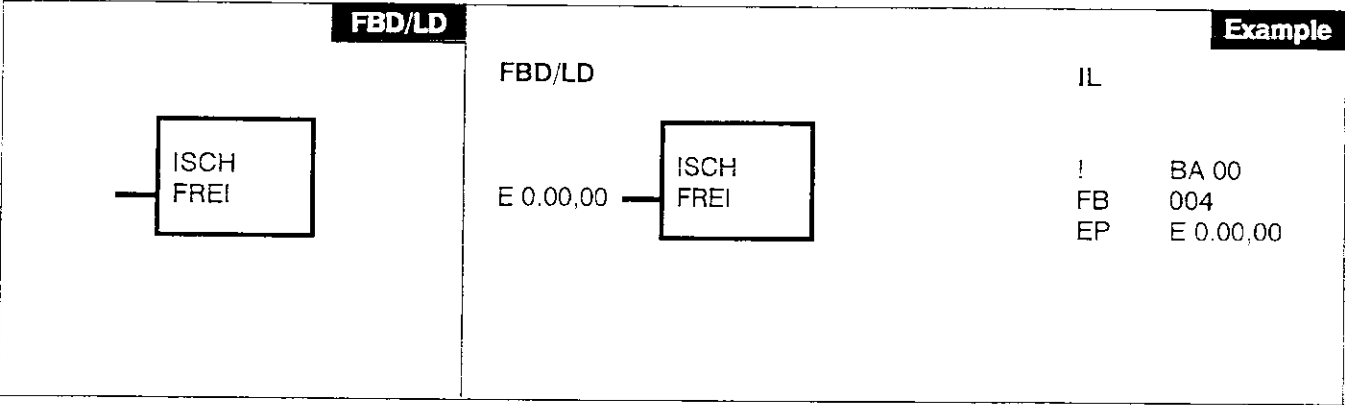 FBD/LD
ISCH
FREI
Example
FBD/LD
E 0.00,00
ISCH
FREI
IL
! BA 00
FB 004
EP E 0.00,00